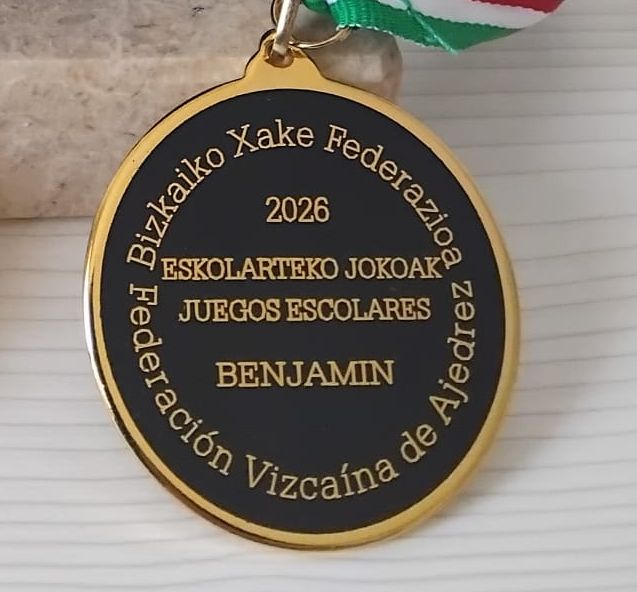 Bizkaiko Xake Federazioa
2026
ESKOLARTEKO JOKOAK
JUEGOS ESCOLARES
BENJAMIN
Federación Vizcaína de Ajedrez